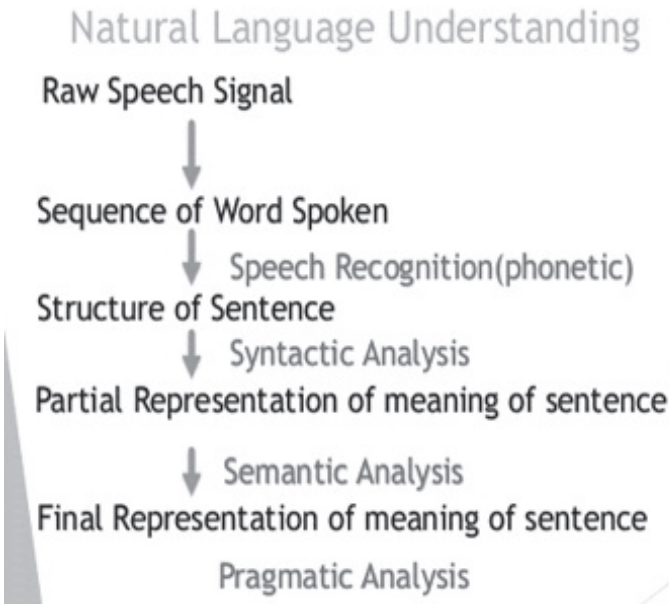 Natural Language Understanding
Raw Speech Signal
Sequence of Word Spoken
Speech Recognition(phonetic)
Structure of Sentence
Syntactic Analysis
Partial Representation of meaning of sentence
Semantic Analysis
Final Representation of meaning of sentence
Pragmatic Analysis